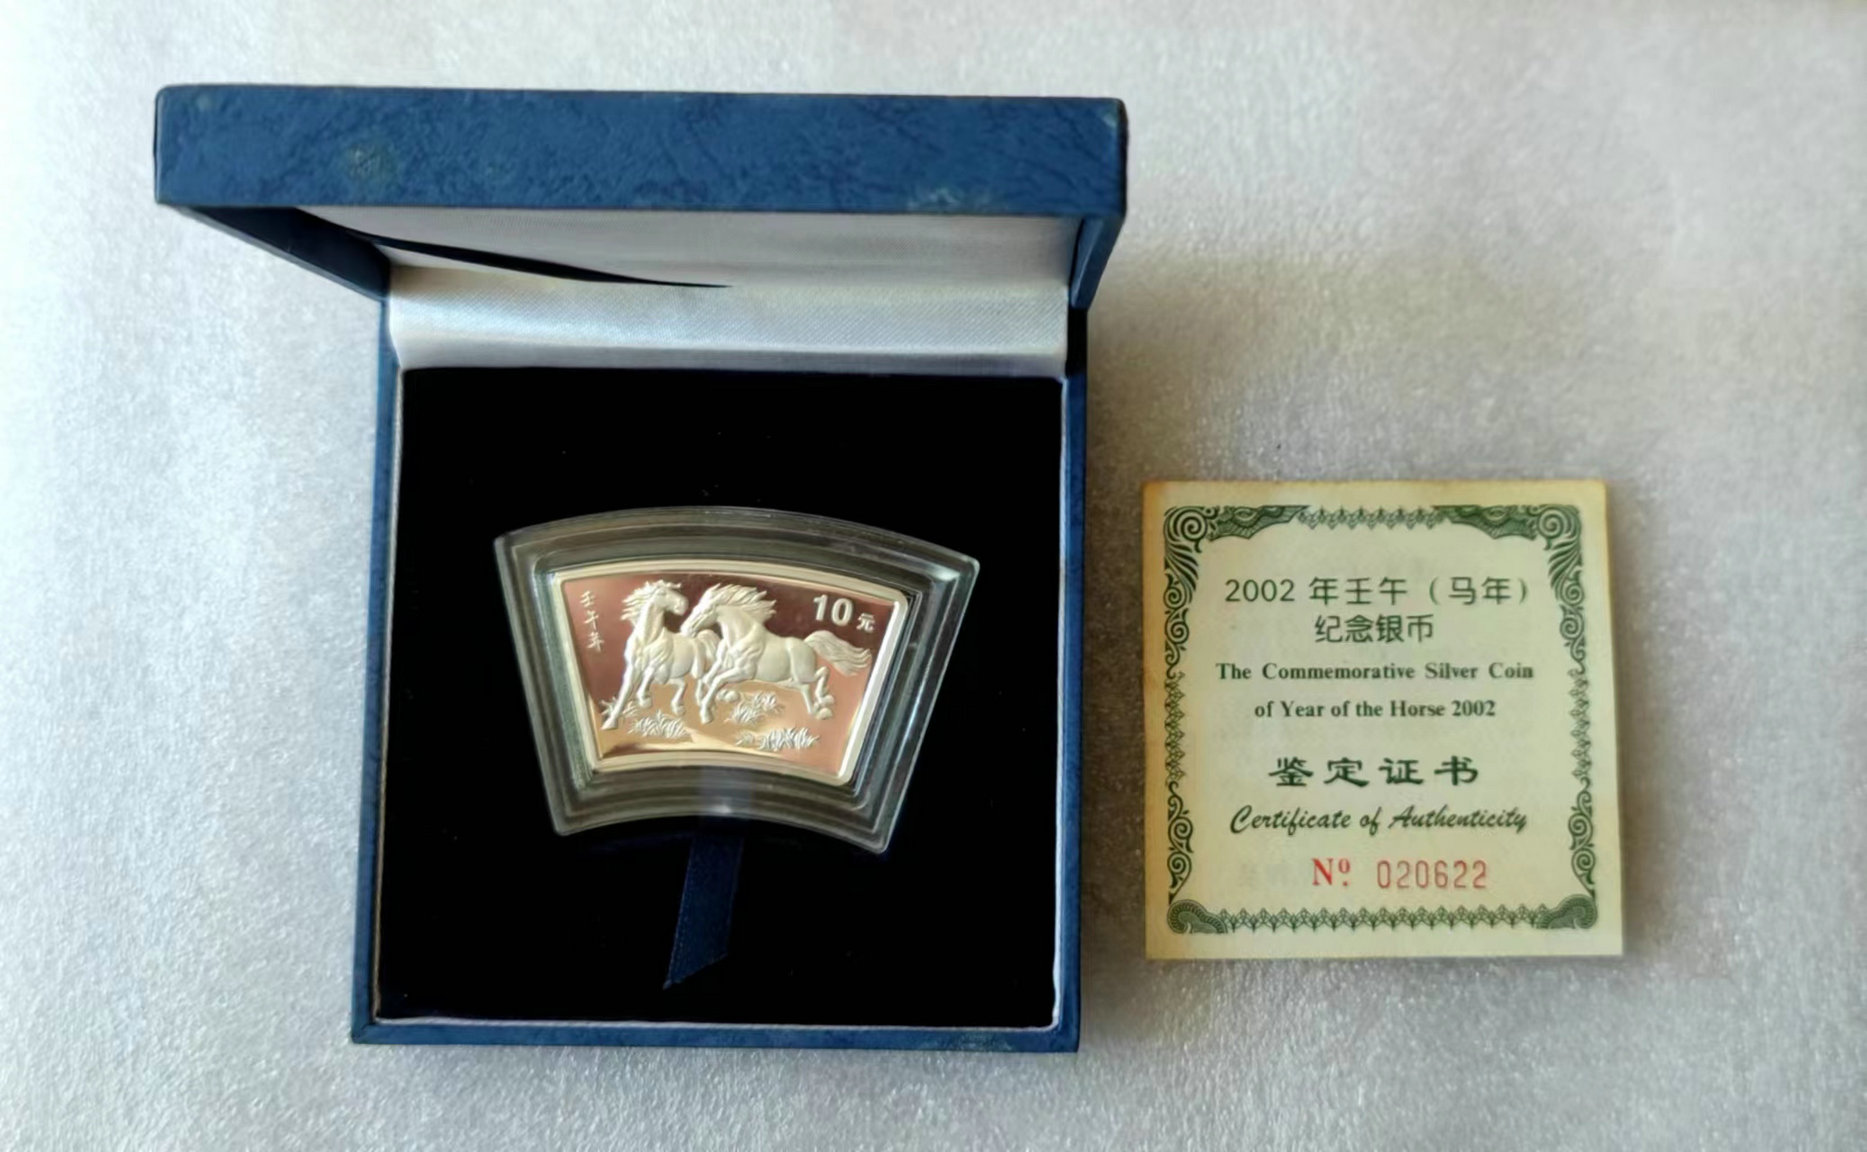 壬午年
10元
2002 年壬午（马年）
纪念银币
The Commemorative Silver Coin
of Year of the Horse 2002
鉴定证书
Certificate of Authenticity
Nº 020622